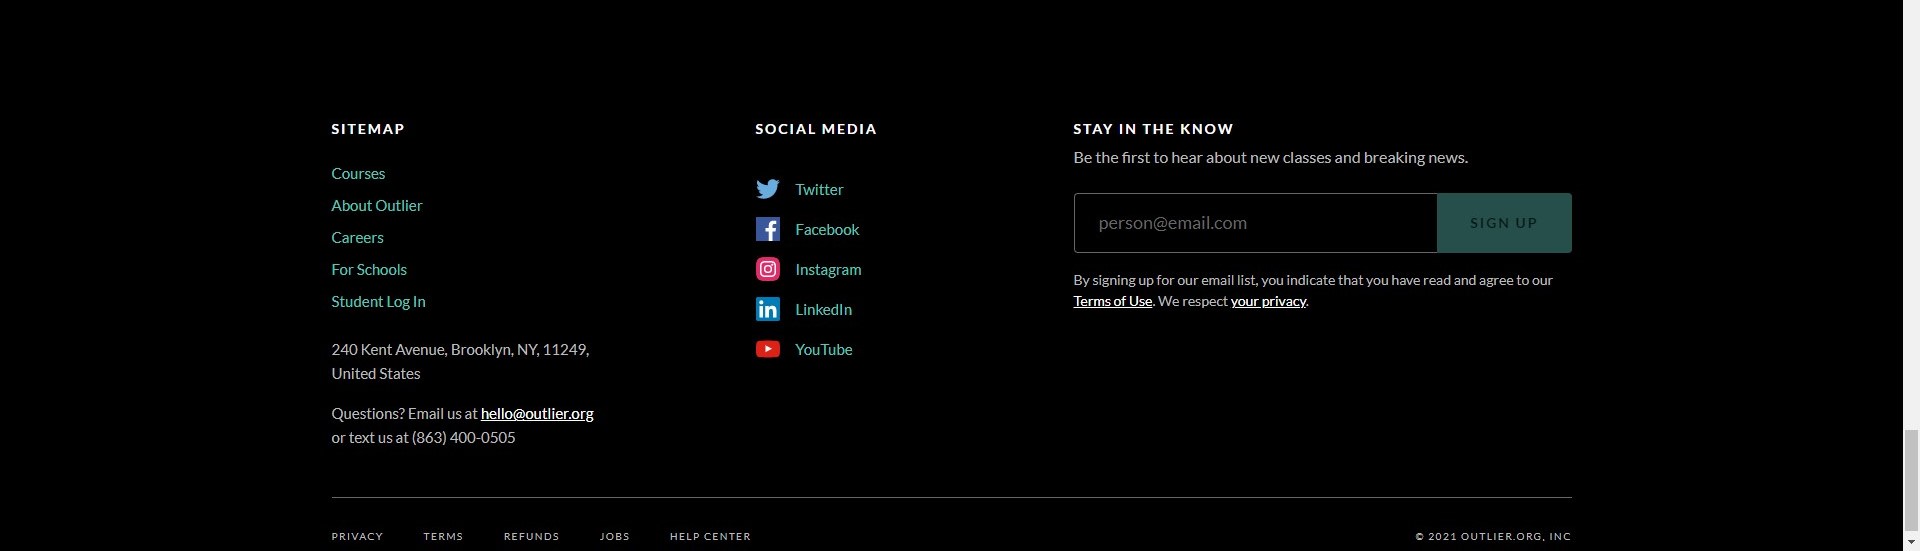 SITEMAP
Courses
About Outlier
Careers
For Schools
Student Log In
240 Kent Avenue, Brooklyn, NY, 11249,
United States
Questions? Email us at hello@outlier.org
or text us at (863) 400-0505
SOCIAL MEDIA
Twitter
Facebook
Instagram
LinkedIn
YouTube
STAY IN THE KNOW
Be the first to hear about new classes and breaking news.
person@email.com
SIGN UP
By signing up for our email list, you indicate that you have read and agree to our
Terms of Use. We respect your privacy.
PRIVACY TERMS REFUNDS JOBS HELP CENTER
© 2021 OUTLIER.ORG, INC